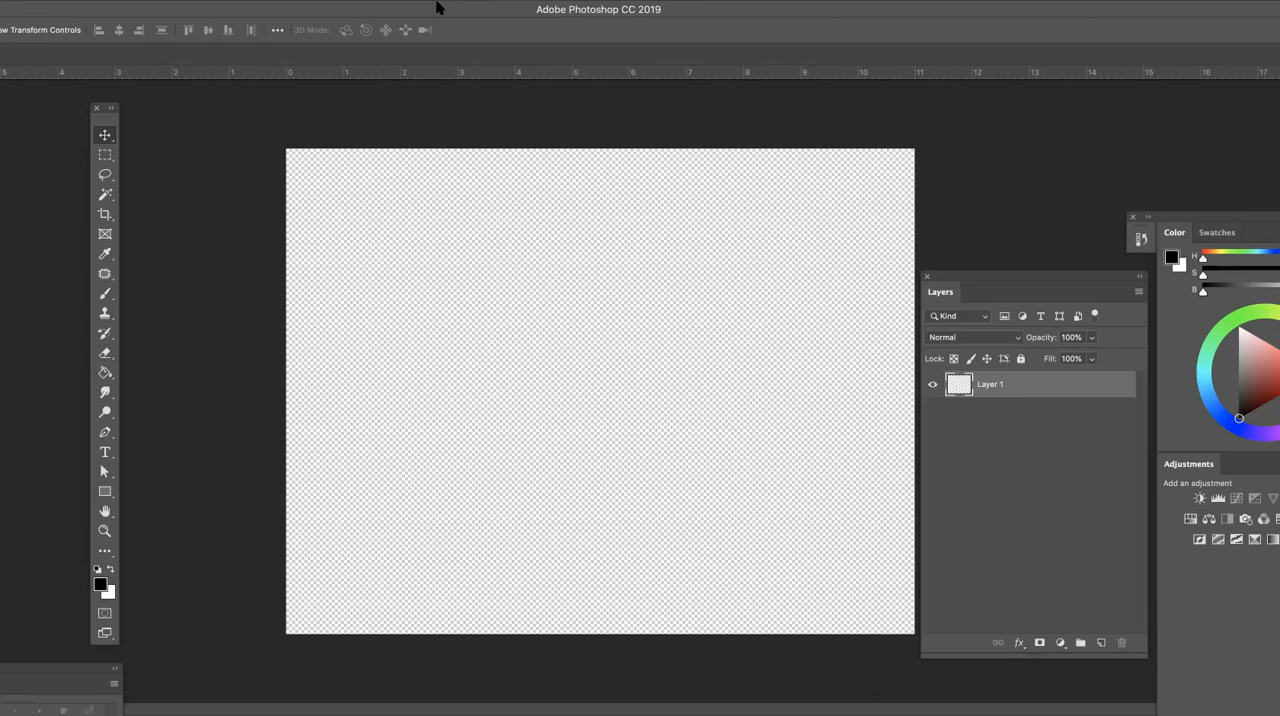 Adobe Photoshop CC 2019
ow Transform Controls
3D Mode:
5 4 3 2 1 0 1 2 3 4 5 6 7 8 9 10 11 12 13 14 15 16 17
Color Swatches
H
S
B
Layers
Kind
Normal Opacity: 100%
Lock: Fill: 100%
Layer 1
fx
Adjustments
Add an adjustment